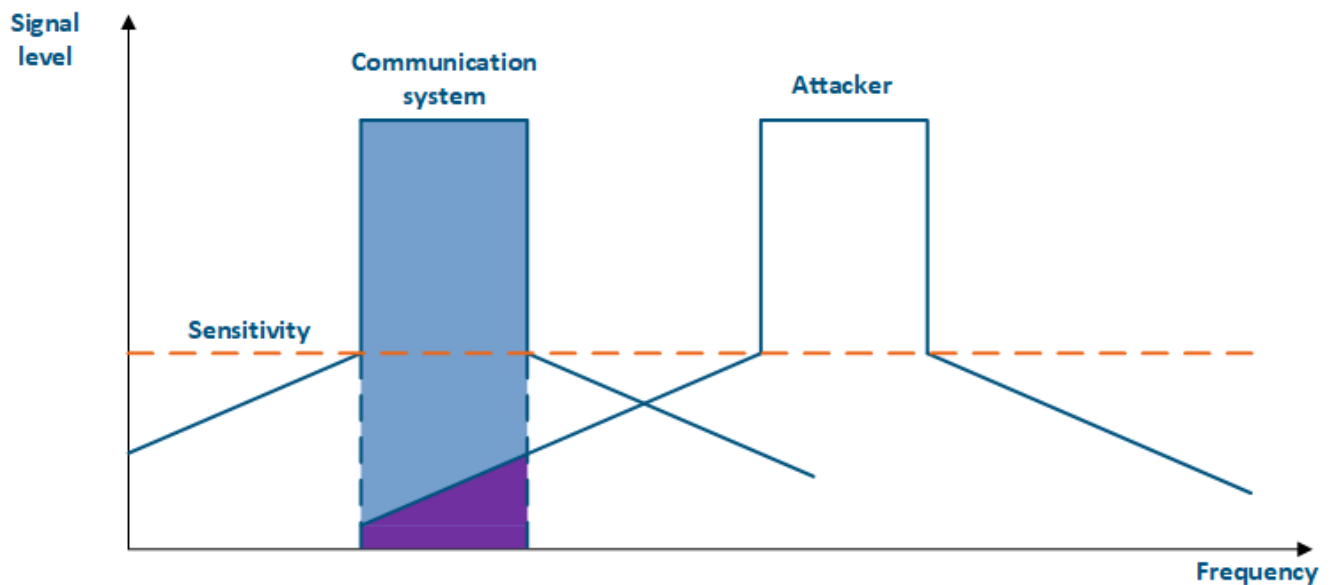 Signal
level
Communication
system
Attacker
Sensitivity
Frequency